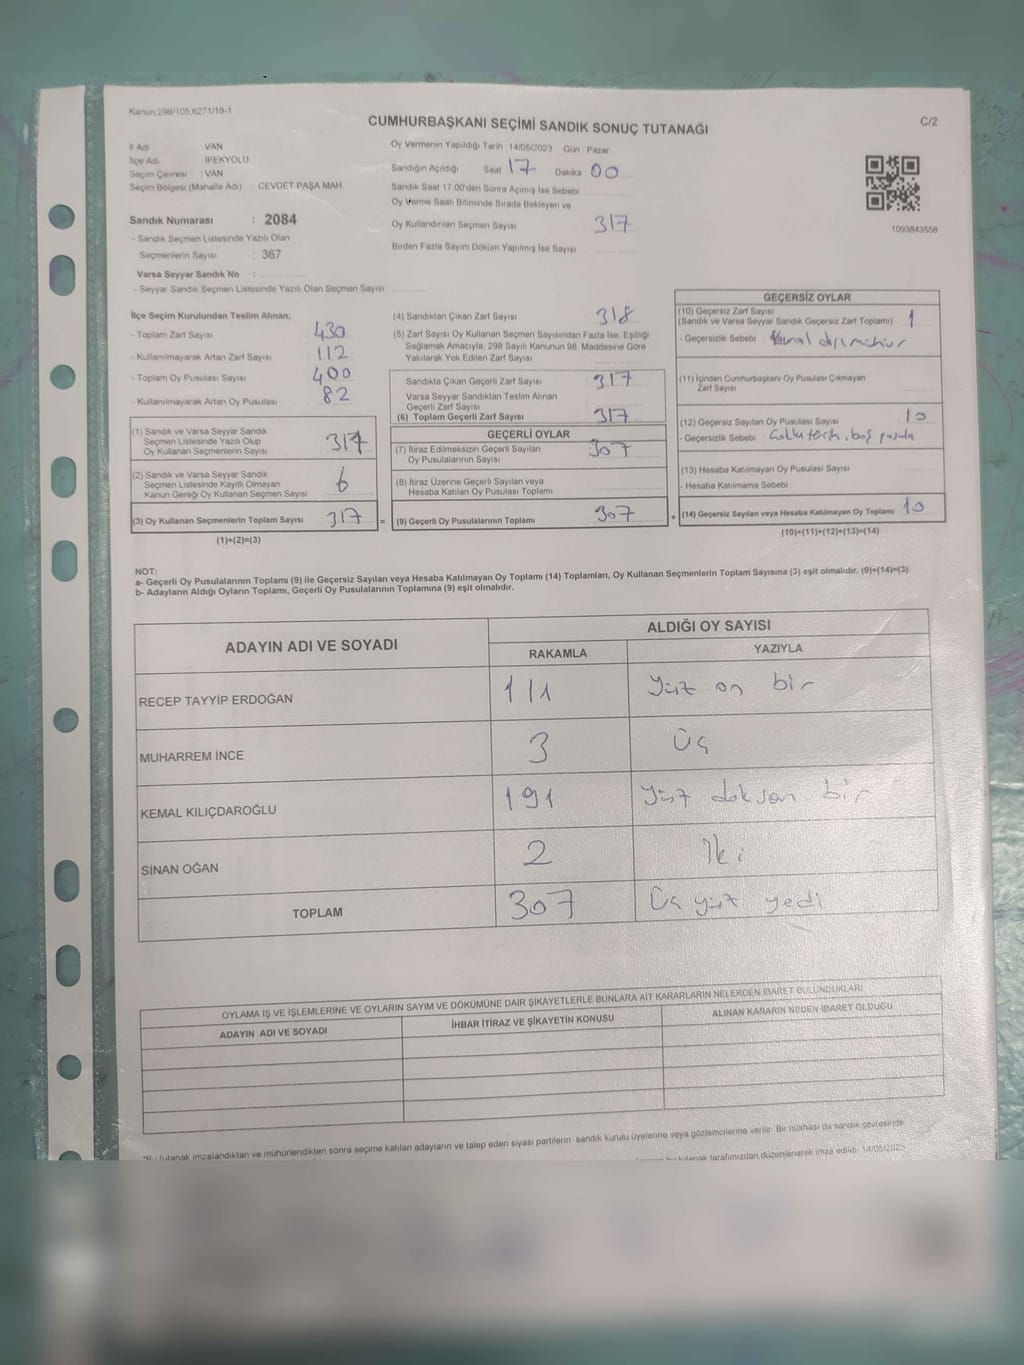 Kanun:298/105,6271/18-1
CUMHURBAŞKANI SEÇİMİ SANDIK SONUÇ TUTANAĞI
C/2
İl Adı VAN
İlçe Adı İPEKYOLU
Seçim Çevresi : VAN
Seçim Bölgesi (Mahalle Adı) : CEVDET PAŞA MAH.
Sandık Numarası : 2084
- Sandık Seçmen Listesinde Yazılı Olan
Seçmenlerin Sayısı : 367
Varsa Seyyar Sandık No :
- Seyyar Sandık Seçmen Listesinde Yazılı Olan Seçmen Sayısı
Oy Vermenin Yapıldığı Tarih 14/05/2023 Gün Pazar
Sandığın Açıldığı Saat 17 Dakika 00
Sandık Saat 17.00'den Sonra Açılmış İse Sebebi
Oy Verme Saati Bitiminde Sırada Bekleyen ve
Oy Kullandırılan Seçmen Sayısı 317
Birden Fazla Sayım Döküm Yapılmış İse Sayısı
1093843558
İlçe Seçim Kurulundan Teslim Alınan;
- Toplam Zarf Sayısı 430
- Kullanılmayarak Artan Zarf Sayısı 112
- Toplam Oy Pusulası Sayısı 400
- Kullanılmayarak Artan Oy Pusulası 82
(1) Sandık ve Varsa Seyyar Sandık
Seçmen Listesinde Yazılı Olup
Oy Kullanan Seçmenlerin Sayısı 317
(2) Sandık ve Varsa Seyyar Sandık
Seçmen Listesinde Kayıtlı Olmayan
Kanun Gereği Oy Kullanan Seçmen Sayısı 6
(3) Oy Kullanan Seçmenlerin Toplam Sayısı 317 =
(1)+(2)=(3)
(4) Sandıktan Çıkan Zarf Sayısı 318
(5) Zarf Sayısı Oy Kullanan Seçmen Sayısından Fazla İse, Eşitliği
Sağlamak Amacıyla; 298 Sayılı Kanunun 98. Maddesine Göre
Yakılarak Yok Edilen Zarf Sayısı
Sandıkta Çıkan Geçerli Zarf Sayısı 317
Varsa Seyyar Sandıktan Teslim Alınan
Geçerli Zarf Sayısı
(6) Toplam Geçerli Zarf Sayısı 317
GEÇERLİ OYLAR
(7) İtiraz Edilmeksizin Geçerli Sayılan
Oy Pusulalarının Sayısı 307
(8) İtiraz Üzerine Geçerli Sayılan veya
Hesaba Katılan Oy Pusulası Toplamı
(9) Geçerli Oy Pusulalarının Toplamı 307 +
GEÇERSİZ OYLAR
(10) Geçersiz Zarf Sayısı
(Sandık ve Varsa Seyyar Sandık Geçersiz Zarf Toplamı) 1
- Geçersizlik Sebebi : dışı mühür
(11) İçinden Cumhurbaşkanı Oy Pusulası Çıkmayan
Zarf Sayısı
(12) Geçersiz Sayılan Oy Pusulası Sayısı 10
- Geçersizlik Sebebi boş pusula
(13) Hesaba Katılmayan Oy Pusulası Sayısı
- Hesaba Katılmama Sebebi
(14) Geçersiz Sayılan veya Hesaba Katılmayan Oy Toplamı 10
(10)+(11)+(12)+(13)=(14)
NOT:
a- Geçerli Oy Pusulalarının Toplamı (9) ile Geçersiz Sayılan veya Hesaba Katılmayan Oy Toplamı (14) Toplamları, Oy Kullanan Seçmenlerin Toplam Sayısına (3) eşit olmalıdır. (9)+(14)=(3)
b- Adayların Aldığı Oyların Toplamı, Geçerli Oy Pusulalarının Toplamına (9) eşit olmalıdır.
ADAYIN ADI VE SOYADI
ALDIĞI OY SAYISI
RAKAMLA YAZIYLA
RECEP TAYYİP ERDOĞAN 111 Yüz on bir
MUHARREM İNCE 3 Üç
KEMAL KILIÇDAROĞLU 191 Yüz doksan bir
SİNAN OĞAN 2 İki
TOPLAM 307 Üç yüz yedi
OYLAMA İŞ VE İŞLEMLERİNE VE OYLARIN SAYIM VE DÖKÜMÜNE DAİR ŞİKAYETLERLE BUNLARA AİT KARARLARIN NELERDEN İBARET BULUNDUKLARI
ADAYIN ADI VE SOYADI İHBAR İTİRAZ VE ŞİKAYETİN KONUSU ALINAN KARARIN NEDEN İBARET OLDUĞU
*Bu tutanak imzalandıktan ve mühürlendikten sonra seçime katılan adayların ve talep eden siyasi partilerin sandık kurulu üyelerine veya gözlemcilerine verilir. Bir nüshası da sandık çevresinde
bu tutanak tarafımızdan düzenlenerek imza edildi. 14/05/2023